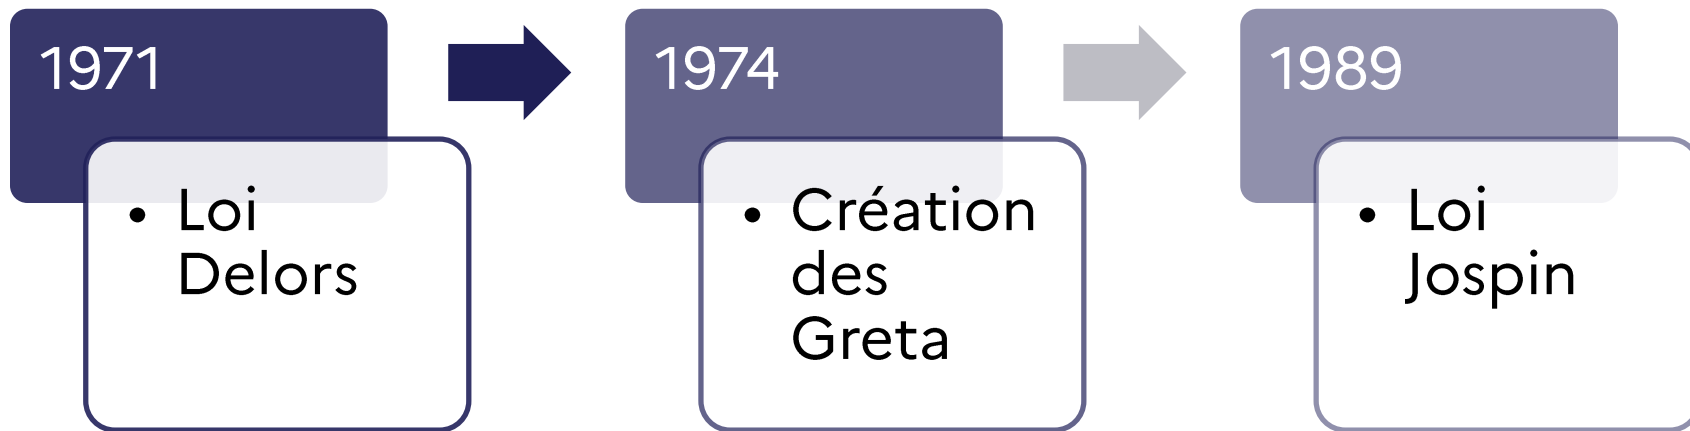 1971
• Loi
Delors
1974
• Création
des
Greta
1989
• Loi
Jospin